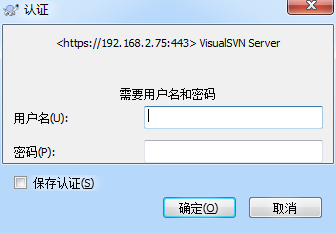 认证
<https://192.168.2.75:443> VisualSVN Server
需要用户名和密码
用户名(U):
密码(P):
保存认证(S)
确定(O) 取消